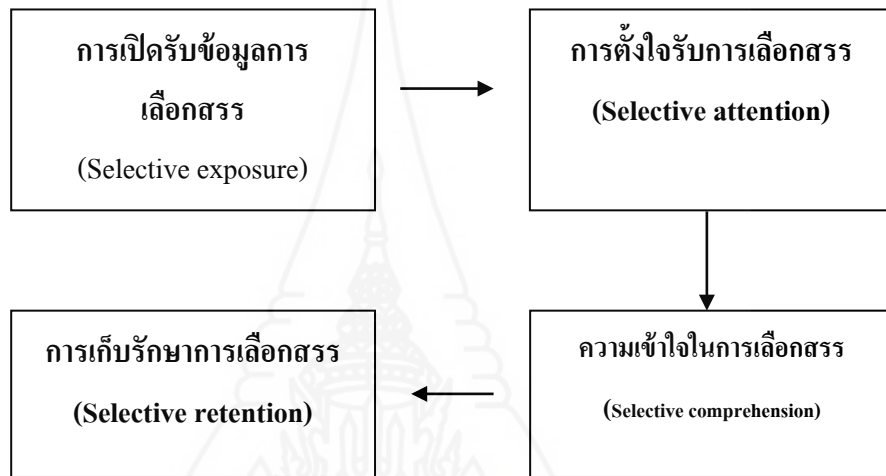 การเปิดรับข้อมูลการ
เลือกสรร
(Selective exposure)
การตั้งใจรับการเลือกสรร
(Selective attention)
ความเข้าใจในการเลือกสรร
(Selective comprehension)
การเก็บรักษาการเลือกสรร
(Selective retention)